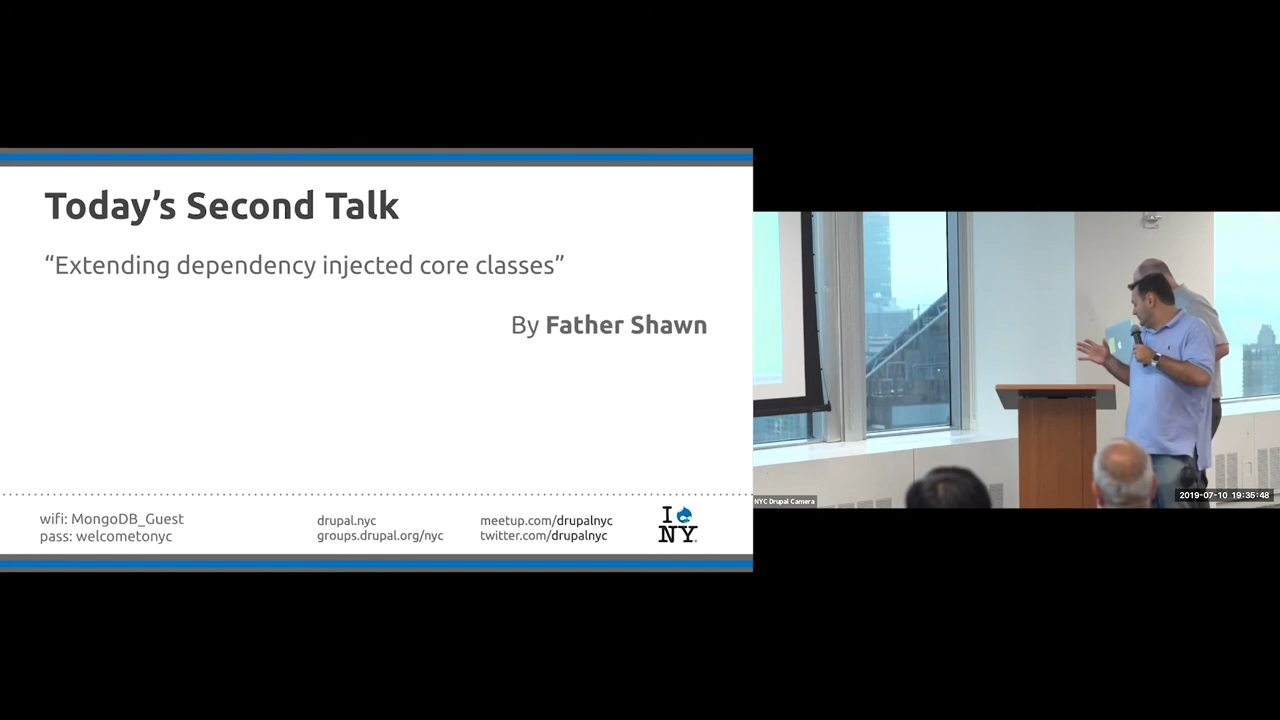 Today's Second Talk
“Extending dependency injected core classes”
By Father Shawn
wifi: MongoDB_Guest
pass: welcometonyc
drupal.nyc
groups.drupal.org/nyc
meetup.com/drupalnyc
twitter.com/drupalnyc
I
NY
NYC Drupal Camera
2019-07-10 19:35:48